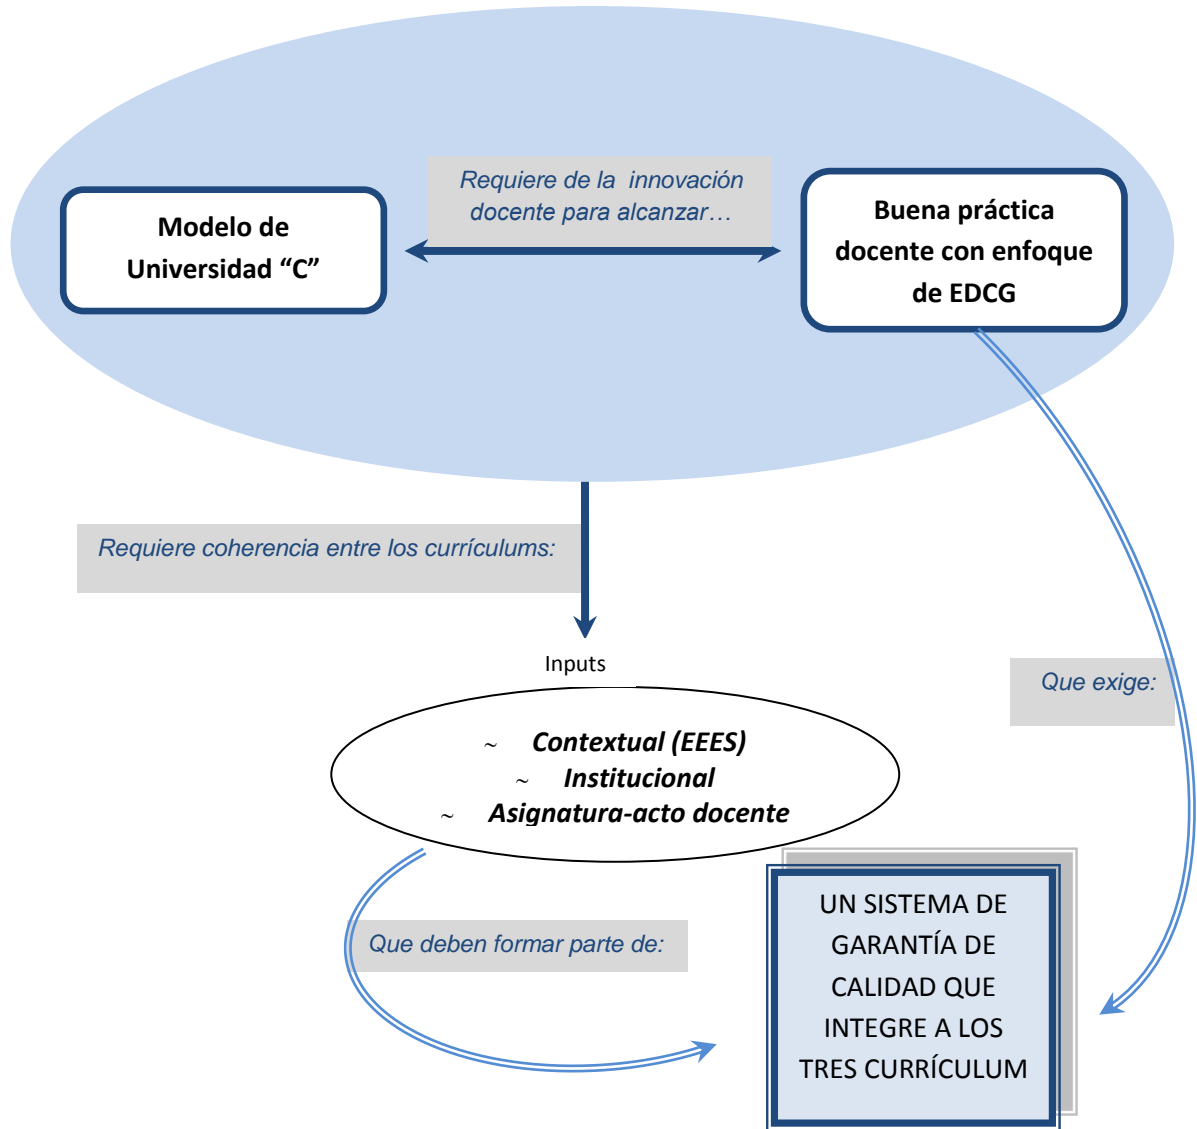 Requiere de la innovación
docente para alcanzar…
Modelo de
Universidad “C”
Buena práctica
docente con enfoque
de EDCG
Requiere coherencia entre los currículums:
Inputs
~ Contextual (EEES)
~ Institucional
~ Asignatura-acto docente
Que exige:
Que deben formar parte de:
UN SISTEMA DE
GARANTÍA DE
CALIDAD QUE
INTEGRE A LOS
TRES CURRÍCULUM